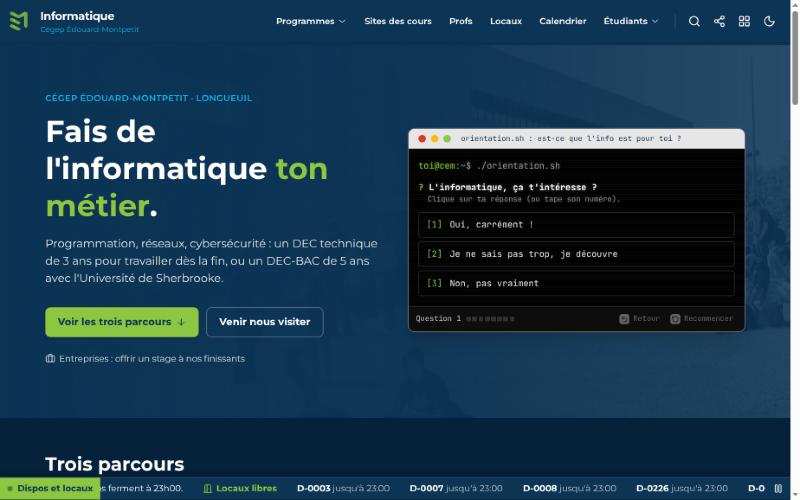 Informatique
Cégep Édouard-Montpetit
Programmes
Sites des cours
Profs
Locaux
Calendrier
Étudiants
CÉGEP ÉDOUARD-MONTPETIT · LONGUEUIL
Fais de
l'informatique ton
métier.
Programmation, réseaux, cybersécurité : un DEC technique
de 3 ans pour travailler dès la fin, ou un DEC-BAC de 5 ans
avec l'Université de Sherbrooke.
Voir les trois parcours ↓
Venir nous visiter
Entreprises : offrir un stage à nos finissants
orientation.sh : est-ce que l'info est pour toi ?
toi@cem:~$ ./orientation.sh
? L'informatique, ça t'intéresse ?
Clique sur ta réponse (ou tape son numéro).
[1] Oui, carrément !
[2] Je ne sais pas trop, je découvre
[3] Non, pas vraiment
Question 1
Retour
Recommencer
Trois parcours
Dispos et locaux
s ferment à 23h00.
Locaux libres
D-0003 jusqu'à 23:00
D-0007 jusqu'à 23:00
D-0008 jusqu'à 23:00
D-0226 jusqu'à 23:00
D-0